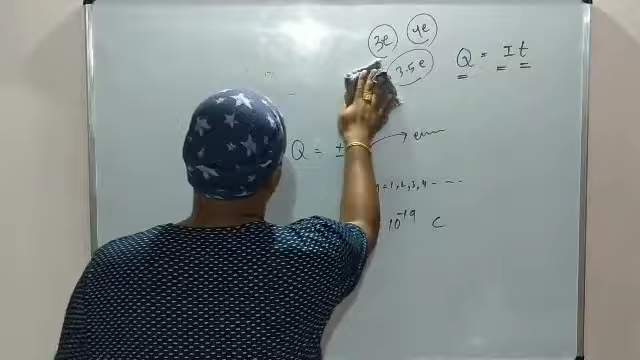 3e 4e
3.5e
Q = It
Q = ±
= 1, 2, 3, 4 - - - -
10⁻¹⁹ C